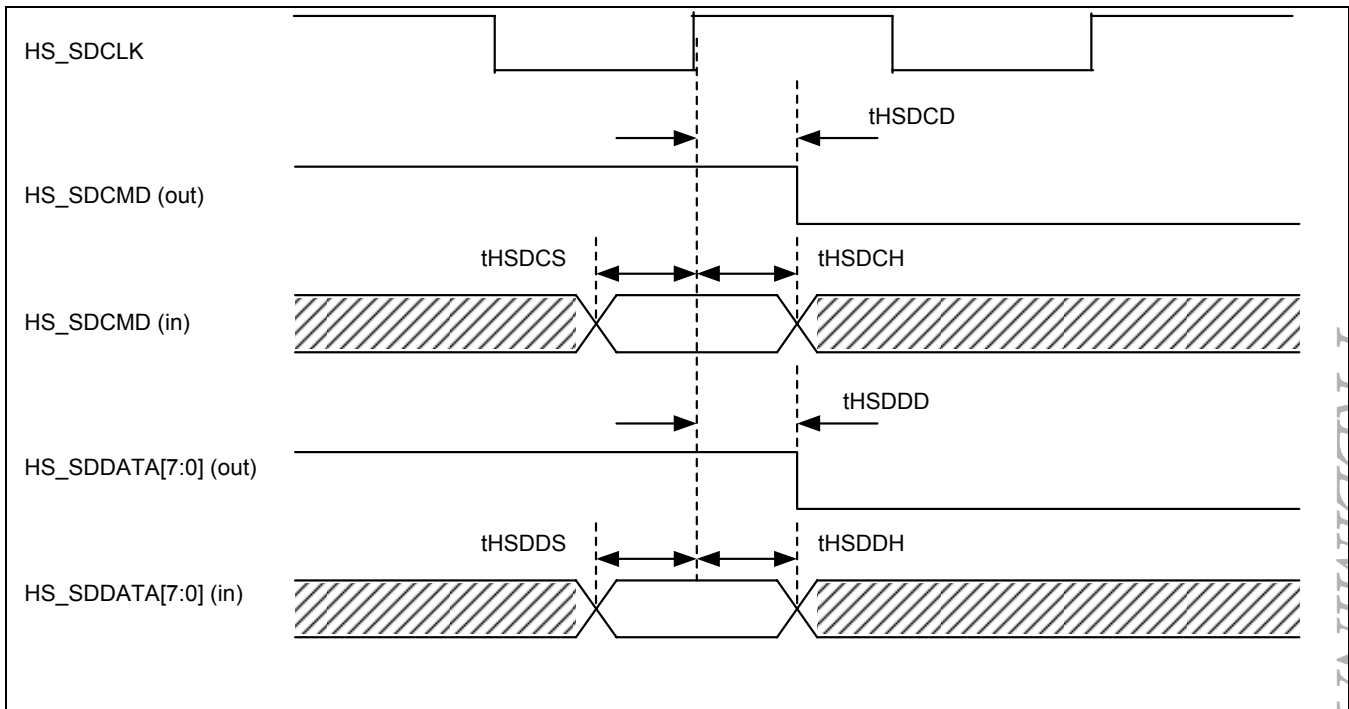 HS_SDCLK
tHSDCD
HS_SDCMD (out)
tHSDCS
tHSDCH
HS_SDCMD (in)
tHSDDD
HS_SDDATA[7:0] (out)
tHSDDS
tHSDDH
HS_SDDATA[7:0] (in)